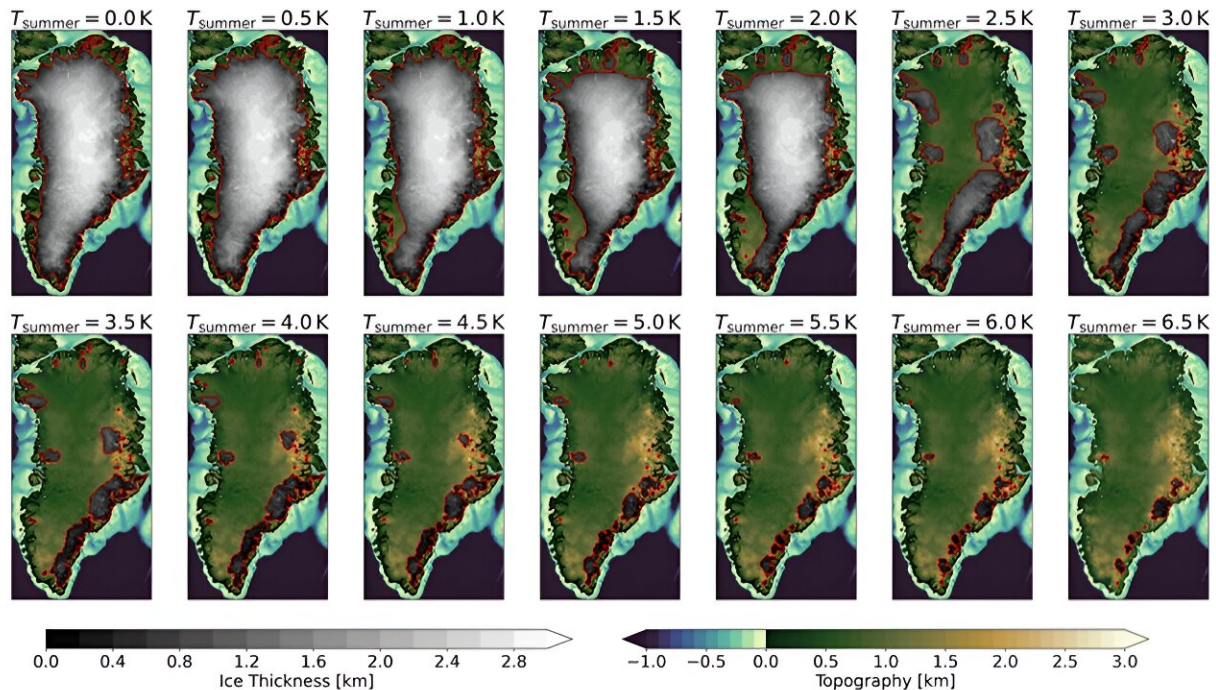 T_summer = 0.0 K
T_summer = 0.5 K
T_summer = 1.0 K
T_summer = 1.5 K
T_summer = 2.0 K
T_summer = 2.5 K
T_summer = 3.0 K
T_summer = 3.5 K
T_summer = 4.0 K
T_summer = 4.5 K
T_summer = 5.0 K
T_summer = 5.5 K
T_summer = 6.0 K
T_summer = 6.5 K
0.0 0.4 0.8 1.2 1.6 2.0 2.4 2.8
Ice Thickness [km]
−1.0 −0.5 0.0 0.5 1.0 1.5 2.0 2.5 3.0
Topography [km]